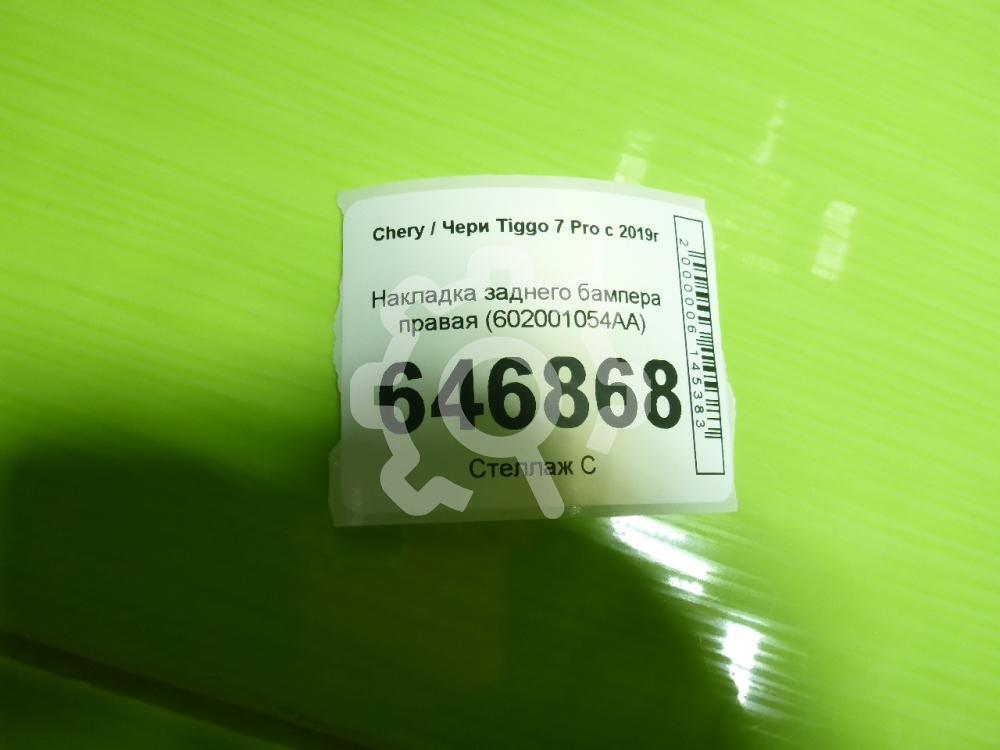 Chery / Чери Tiggo 7 Pro с 2019г
Накладка заднего бампера
правая (602001054AA)
646868
Стеллаж С
2000006145383